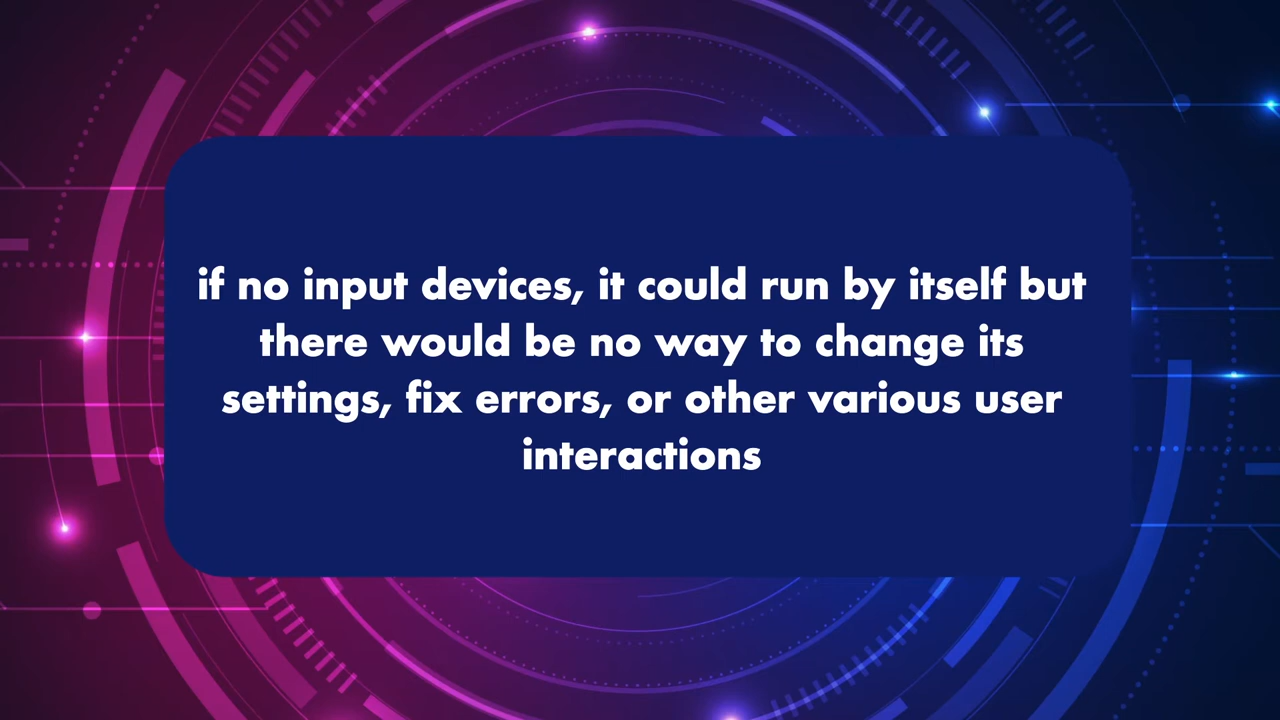 if no input devices, it could run by itself but
there would be no way to change its
settings, fix errors, or other various user
interactions